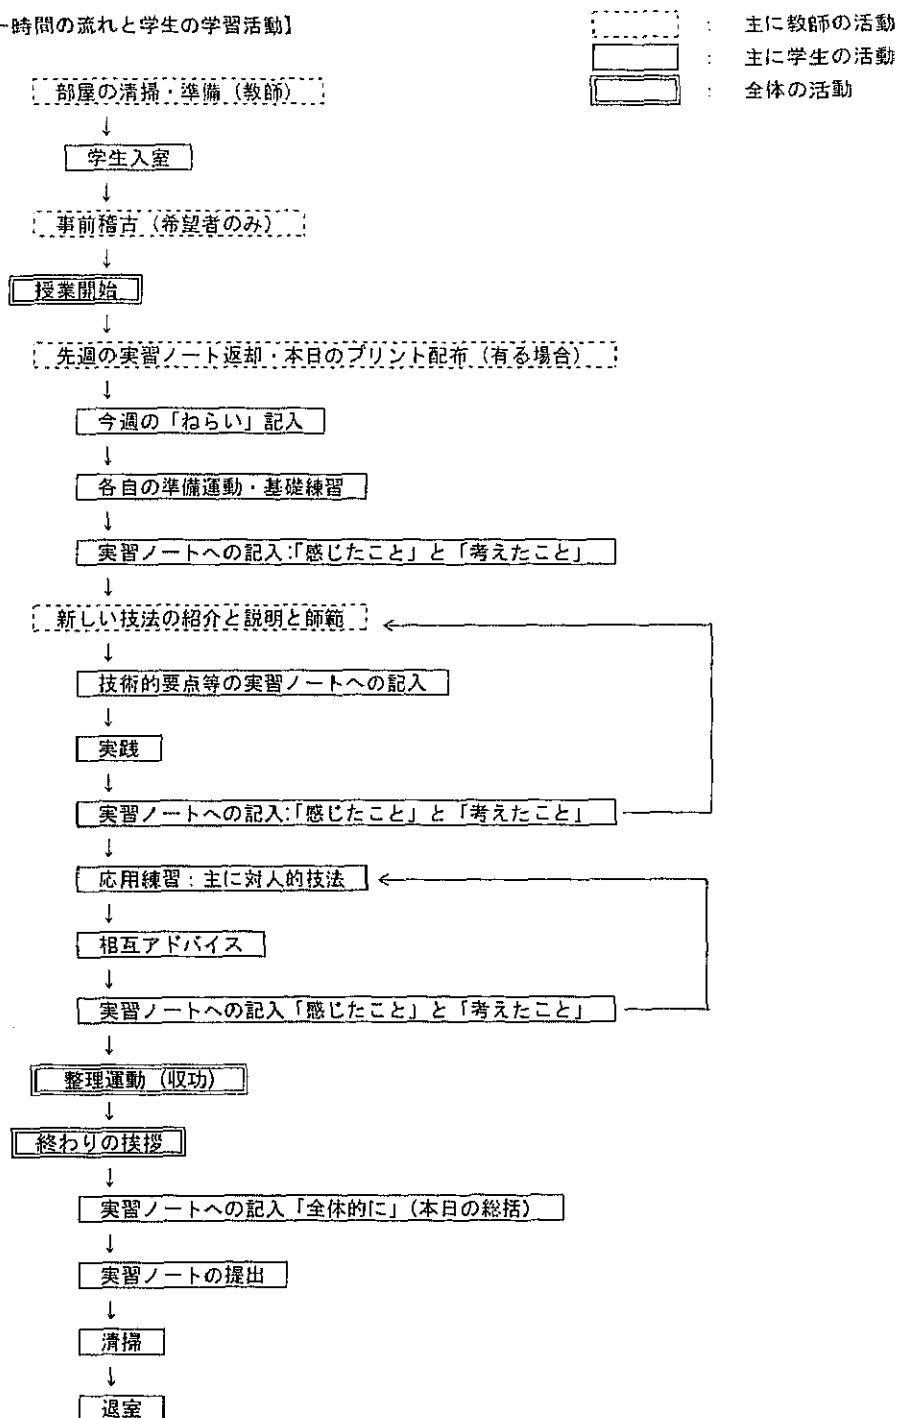 一時間の流れと学生の学習活動】
： 主に教師の活動
： 主に学生の活動
： 全体の活動
部屋の清掃・準備（教師）
↓
学生入室
↓
事前稽古（希望者のみ）
↓
授業開始
↓
先週の実習ノート返却・本日のプリント配布（有る場合）
↓
今週の「ねらい」記入
↓
各自の準備運動・基礎練習
↓
実習ノートへの記入:「感じたこと」と「考えたこと」
↓
新しい技法の紹介と説明と師範
↓
技術的要点等の実習ノートへの記入
↓
実践
↓
実習ノートへの記入:「感じたこと」と「考えたこと」
↓
応用練習：主に対人的技法
↓
相互アドバイス
↓
実習ノートへの記入「感じたこと」と「考えたこと」
↓
整理運動（収功）
↓
終わりの挨拶
↓
実習ノートへの記入「全体的に」（本日の総括）
↓
実習ノートの提出
↓
清掃
↓
退室